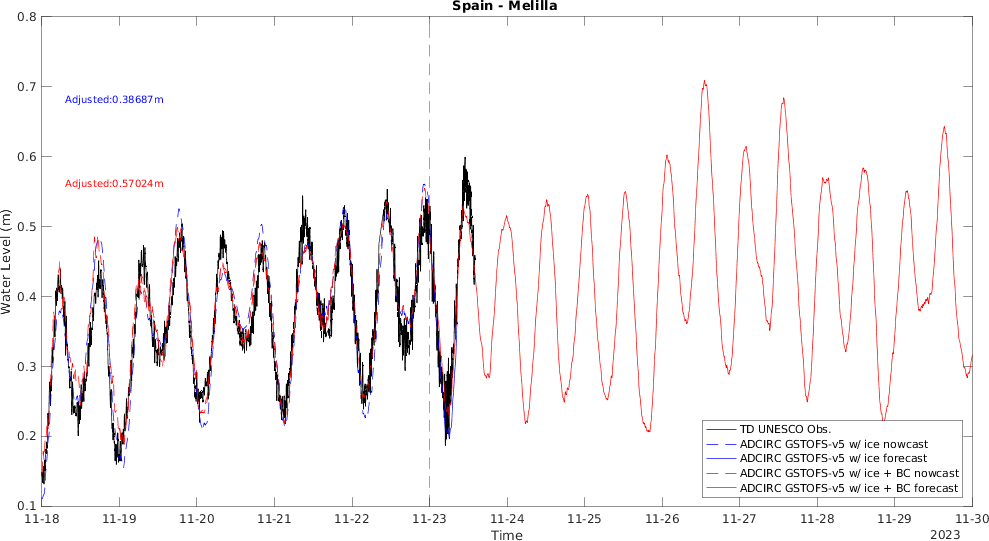 Spain - Melilla
0.8
0.7
0.6
0.5
0.4
0.3
0.2
0.1
Water Level (m)
Adjusted:0.38687m
Adjusted:0.57024m
TD UNESCO Obs.
ADCIRC GSTOFS-v5 w/ ice nowcast
ADCIRC GSTOFS-v5 w/ ice forecast
ADCIRC GSTOFS-v5 w/ ice + BC nowcast
ADCIRC GSTOFS-v5 w/ ice + BC forecast
11-18 11-19 11-20 11-21 11-22 11-23 11-24 11-25 11-26 11-27 11-28 11-29 11-30
Time
2023